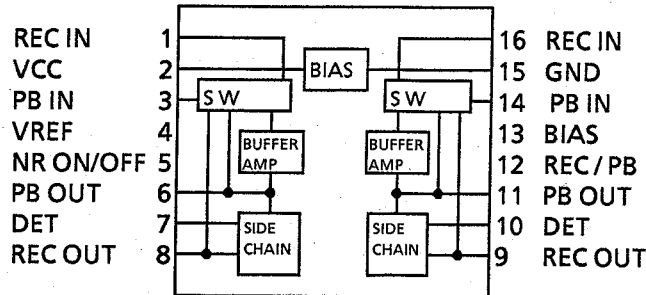 REC IN 1 16 REC IN
VCC 2 BIAS 15 GND
PB IN 3 SW SW 14 PB IN
VREF 4 13 BIAS
NR ON/OFF 5 BUFFER AMP BUFFER AMP 12 REC / PB
PB OUT 6 11 PB OUT
DET 7 SIDE CHAIN SIDE CHAIN 10 DET
REC OUT 8 9 REC OUT